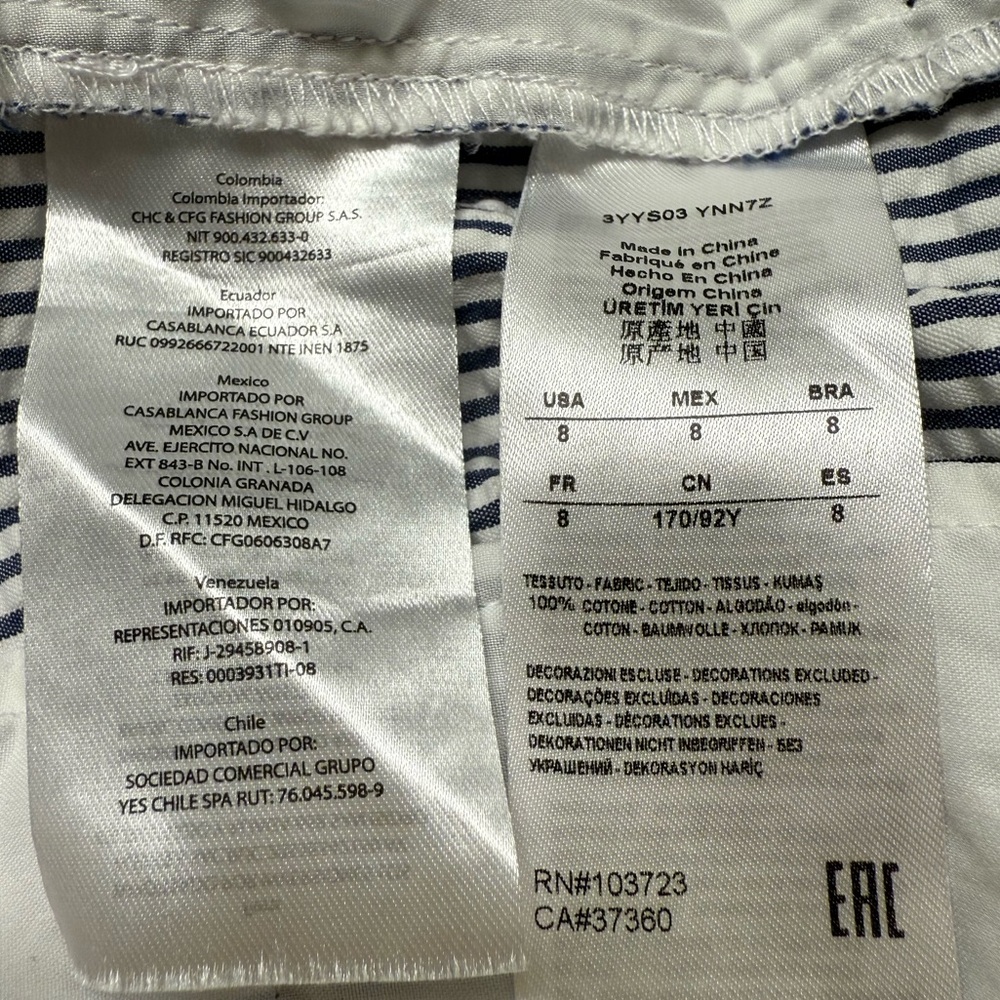 Colombia
Colombia Importador:
CHC & CFG FASHION GROUP S.A.S.
NIT 900.432.633-0
REGISTRO SIC 900432633
Ecuador
IMPORTADO POR
CASABLANCA ECUADOR S.A
RUC 0992666722001 NTE INEN 1875
Mexico
IMPORTADO POR
CASABLANCA FASHION GROUP
MEXICO S.A DE C.V
AVE. EJERCITO NACIONAL NO.
EXT 843-B No. INT . L-106-108
COLONIA GRANADA
DELEGACION MIGUEL HIDALGO
C.P. 11520 MEXICO
D.F. RFC: CFG0606308A7
Venezuela
IMPORTADOR POR:
REPRESENTACIONES 010905, C.A.
RIF: J-29458908-1
RES: 0003931TI-08
Chile
IMPORTADO POR:
SOCIEDAD COMERCIAL GRUPO
YES CHILE SPA RUT: 76.045.598-9
3YYS03 YNN7Z
Made in China
Fabriqué en Chine
Hecho En China
Origem China
ÜRETİM YERİ Çin
原產地 中國
原产地 中国
USA MEX BRA
8 8 8
FR CN ES
8 170/92Y 8
TESSUTO - FABRIC - TEJIDO - TISSUS - KUMAŞ
100% COTONE - COTTON - ALGODÃO - algodón -
COTON - BAUMWOLLE - ХЛОПОК - PAMUK
DECORAZIONI ESCLUSE - DECORATIONS EXCLUDED -
DECORAÇÕES EXCLUÍDAS - DECORACIONES
EXCLUIDAS - DÉCORATIONS EXCLUES -
DEKORATIONEN NICHT INBEGRIFFEN - БЕЗ
УКРАШЕНИЙ - DEKORASYON HARİÇ
RN#103723
CA#37360
EAC